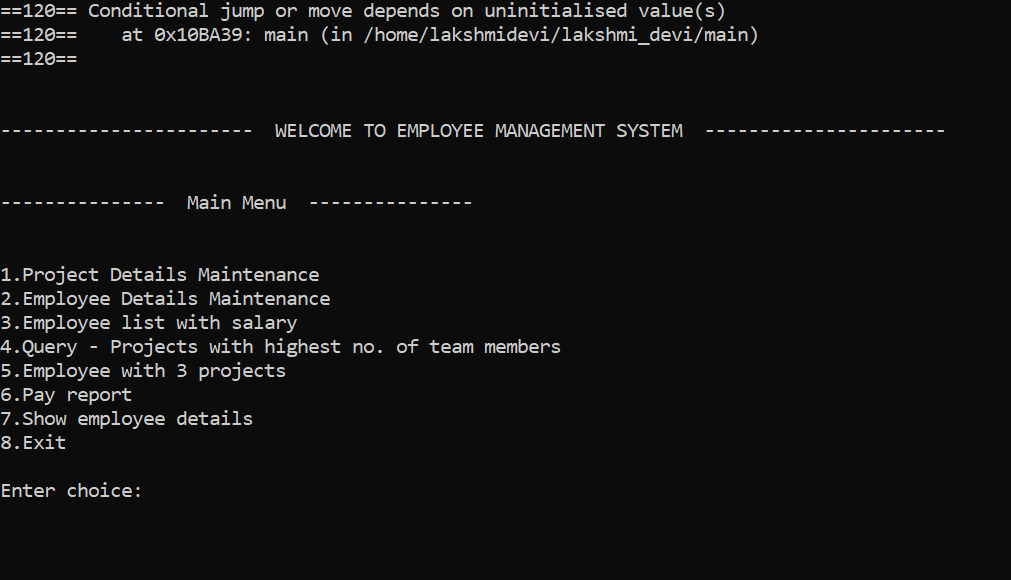 ==120== Conditional jump or move depends on uninitialised value(s)
==120==    at 0x10BA39: main (in /home/lakshmidevi/lakshmi_devi/main)
==120==
-----------------------  WELCOME TO EMPLOYEE MANAGEMENT SYSTEM  ----------------------
---------------  Main Menu  ---------------
1.Project Details Maintenance
2.Employee Details Maintenance
3.Employee list with salary
4.Query - Projects with highest no. of team members
5.Employee with 3 projects
6.Pay report
7.Show employee details
8.Exit
Enter choice: